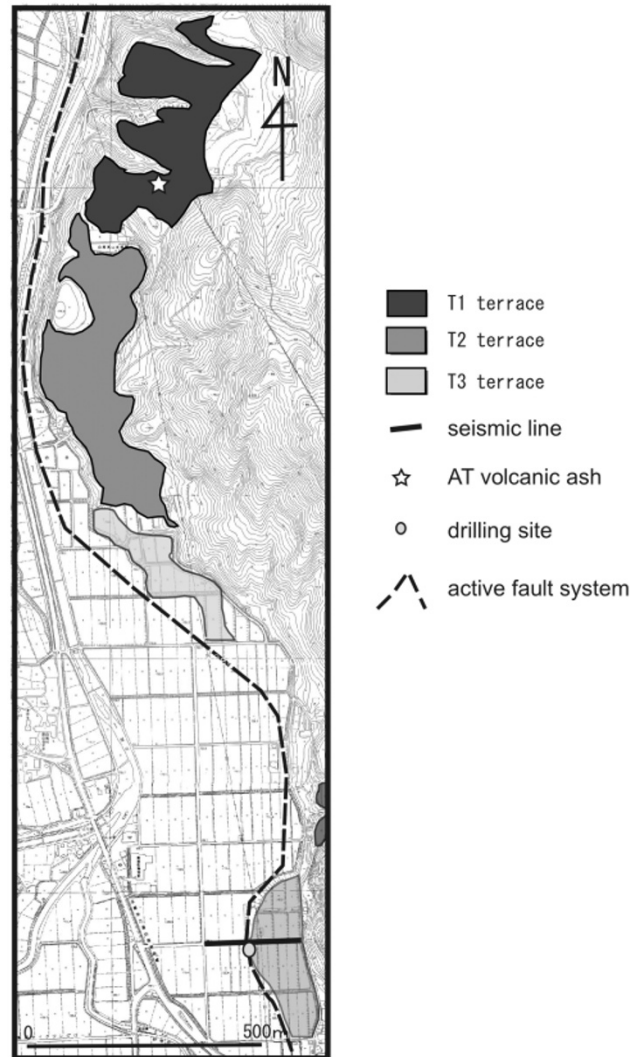 N
T1 terrace
T2 terrace
T3 terrace
seismic line
AT volcanic ash
drilling site
active fault system
0
500m